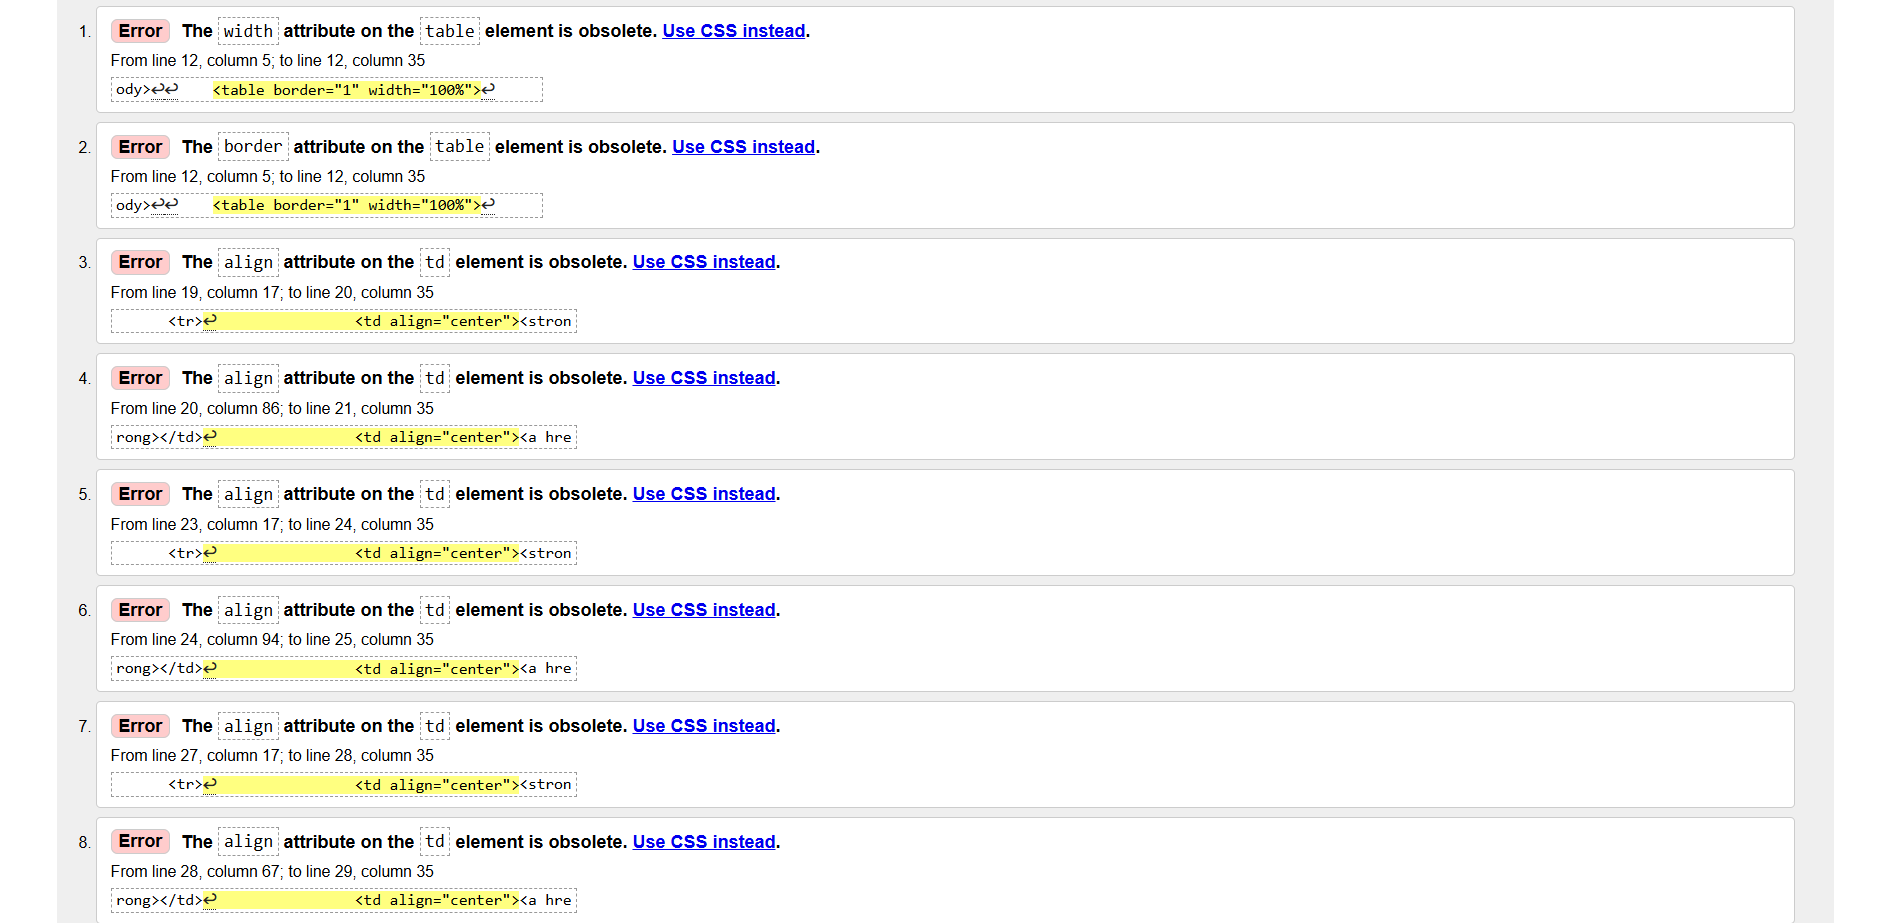 1. Error The width attribute on the table element is obsolete. Use CSS instead.
From line 12, column 5; to line 12, column 35
ody>↩↩    <table border="1" width="100%">↩
2. Error The border attribute on the table element is obsolete. Use CSS instead.
From line 12, column 5; to line 12, column 35
ody>↩↩    <table border="1" width="100%">↩
3. Error The align attribute on the td element is obsolete. Use CSS instead.
From line 19, column 17; to line 20, column 35
<tr>↩                <td align="center"><stron
4. Error The align attribute on the td element is obsolete. Use CSS instead.
From line 20, column 86; to line 21, column 35
rong></td>↩                <td align="center"><a hre
5. Error The align attribute on the td element is obsolete. Use CSS instead.
From line 23, column 17; to line 24, column 35
<tr>↩                <td align="center"><stron
6. Error The align attribute on the td element is obsolete. Use CSS instead.
From line 24, column 94; to line 25, column 35
rong></td>↩                <td align="center"><a hre
7. Error The align attribute on the td element is obsolete. Use CSS instead.
From line 27, column 17; to line 28, column 35
<tr>↩                <td align="center"><stron
8. Error The align attribute on the td element is obsolete. Use CSS instead.
From line 28, column 67; to line 29, column 35
rong></td>↩                <td align="center"><a hre